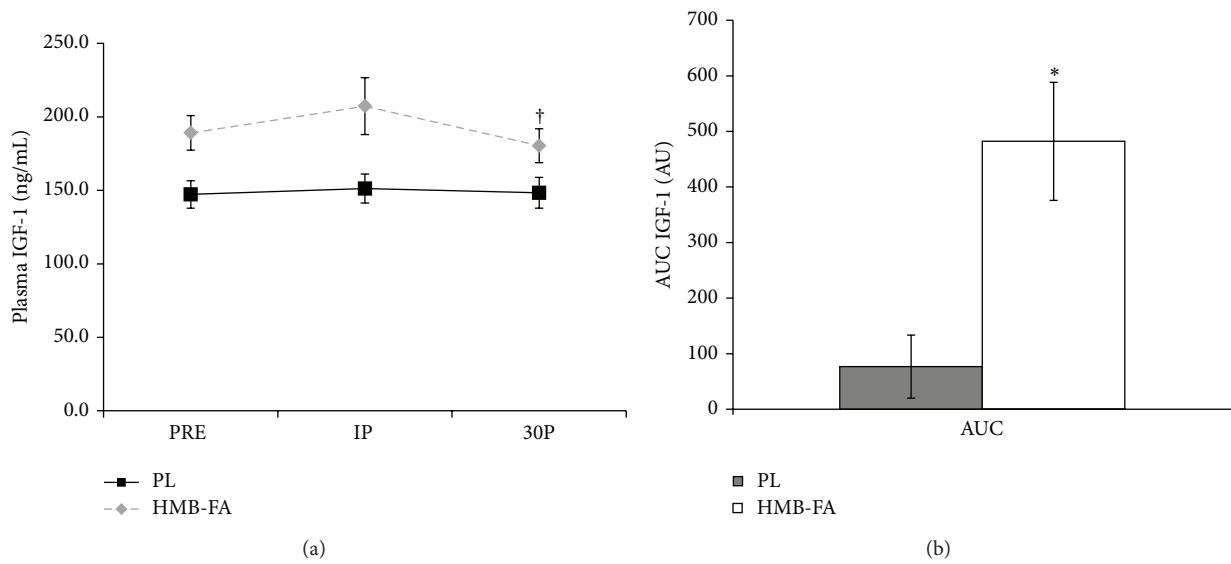 250.0
200.0
150.0
100.0
50.0
0.0
Plasma IGF-1 (ng/mL)
†
PRE IP 30P
PL
HMB-FA
(a)
700
600
500
400
300
200
100
0
AUC IGF-1 (AU)
*
AUC
PL
HMB-FA
(b)